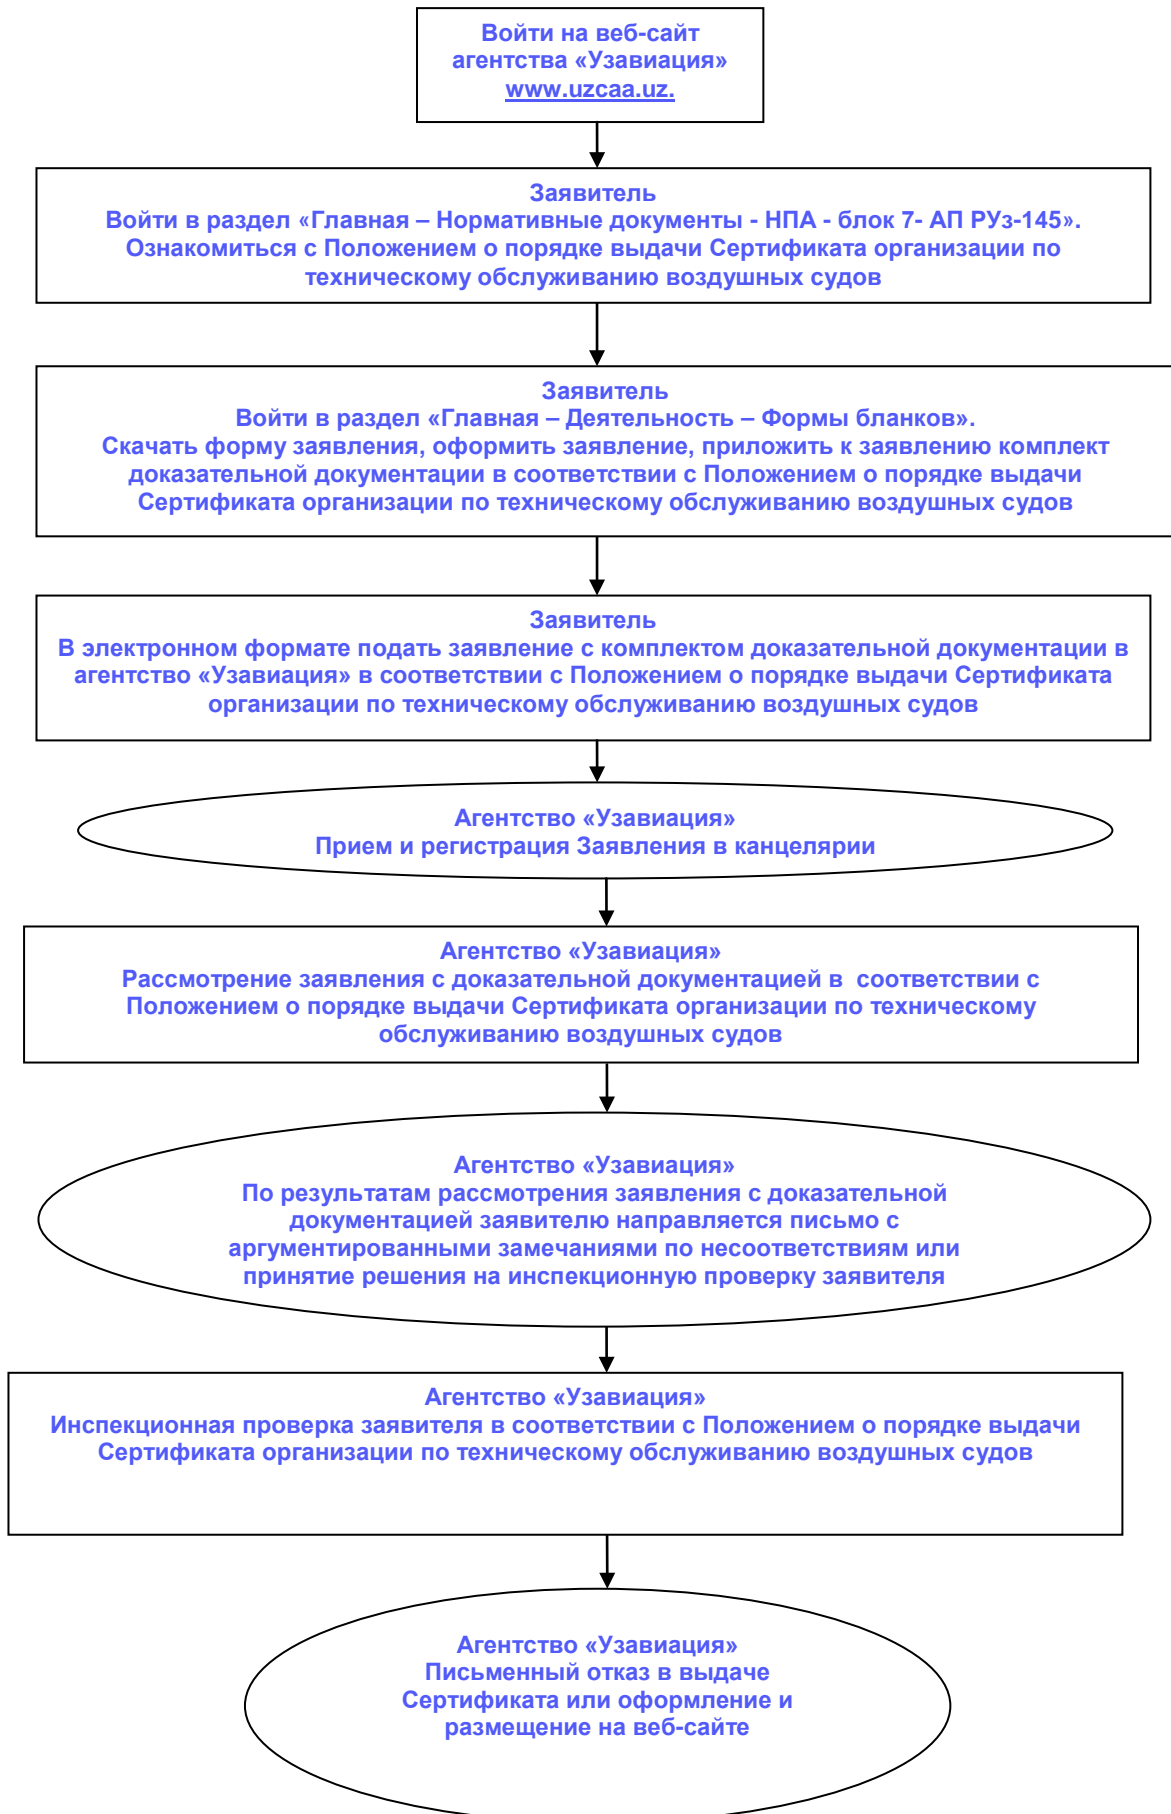 Войти на веб-сайт
агентства «Узавиация»
www.uzcaa.uz.
Заявитель
Войти в раздел «Главная – Нормативные документы - НПА - блок 7- АП РУз-145».
Ознакомиться с Положением о порядке выдачи Сертификата организации по
техническому обслуживанию воздушных судов
Заявитель
Войти в раздел «Главная – Деятельность – Формы бланков».
Скачать форму заявления, оформить заявление, приложить к заявлению комплект
доказательной документации в соответствии с Положением о порядке выдачи
Сертификата организации по техническому обслуживанию воздушных судов
Заявитель
В электронном формате подать заявление с комплектом доказательной документации в
агентство «Узавиация» в соответствии с Положением о порядке выдачи Сертификата
организации по техническому обслуживанию воздушных судов
Агентство «Узавиация»
Прием и регистрация Заявления в канцелярии
Агентство «Узавиация»
Рассмотрение заявления с доказательной документацией в  соответствии с
Положением о порядке выдачи Сертификата организации по техническому
обслуживанию воздушных судов
Агентство «Узавиация»
По результатам рассмотрения заявления с доказательной
документацией заявителю направляется письмо с
аргументированными замечаниями по несоответствиям или
принятие решения на инспекционную проверку заявителя
Агентство «Узавиация»
Инспекционная проверка заявителя в соответствии с Положением о порядке выдачи
Сертификата организации по техническому обслуживанию воздушных судов
Агентство «Узавиация»
Письменный отказ в выдаче
Сертификата или оформление и
размещение на веб-сайте